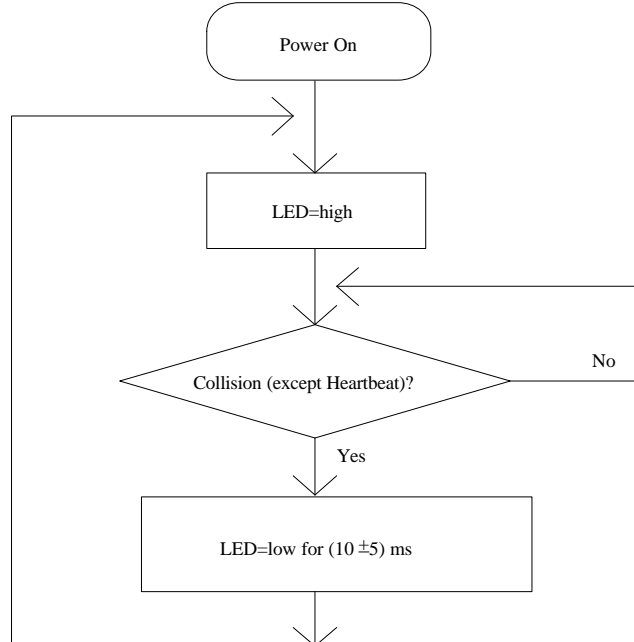 Power On
LED=high
Collision (except Heartbeat)?
No
Yes
LED=low for (10 ±5) ms